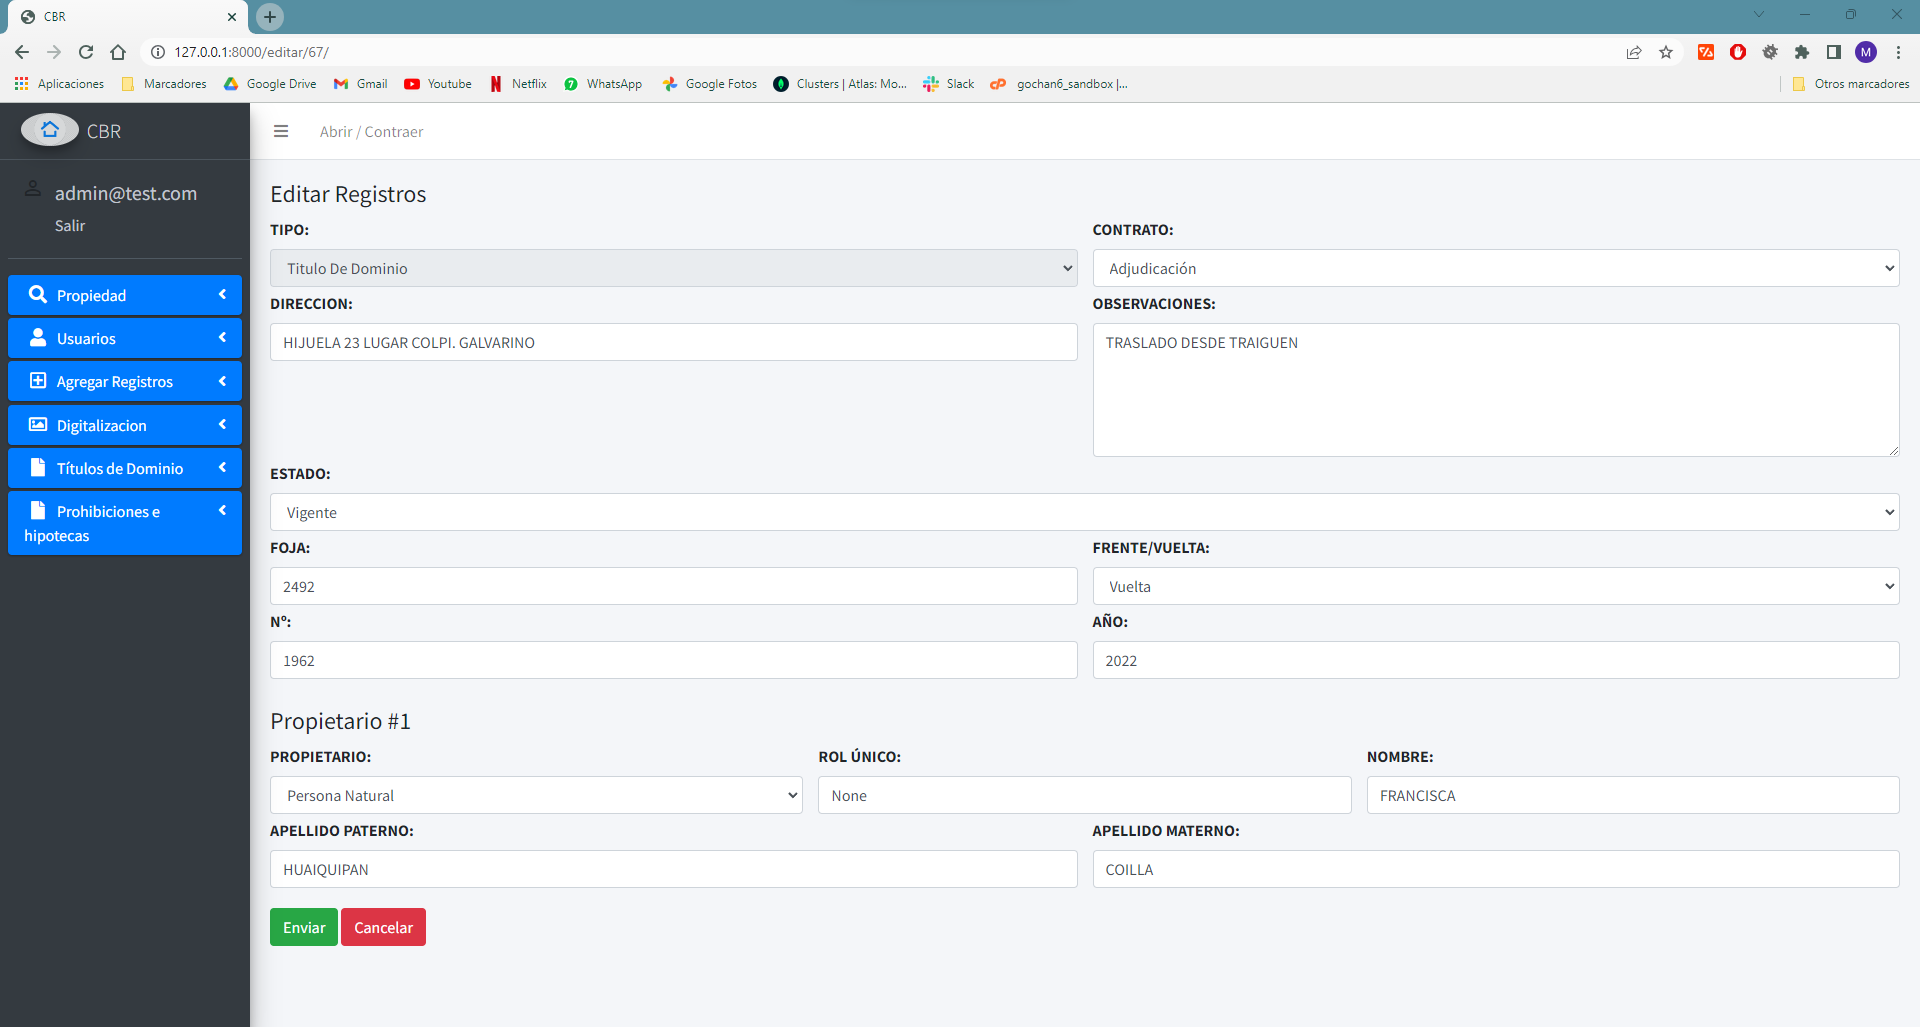 CBR
127.0.0.1:8000/editar/67/
M
Aplicaciones Marcadores Google Drive Gmail Youtube Netflix WhatsApp Google Fotos Clusters | Atlas: Mo... Slack gochan6_sandbox |... Otros marcadores
CBR
Abrir / Contraer
admin@test.com
Salir
Propiedad
Usuarios
Agregar Registros
Digitalizacion
Títulos de Dominio
Prohibiciones e
hipotecas
Editar Registros
TIPO: CONTRATO:
Titulo De Dominio Adjudicación
DIRECCION: OBSERVACIONES:
HIJUELA 23 LUGAR COLPI. GALVARINO TRASLADO DESDE TRAIGUEN
ESTADO:
Vigente
FOJA: FRENTE/VUELTA:
2492 Vuelta
Nº: AÑO:
1962 2022
Propietario #1
PROPIETARIO: ROL ÚNICO: NOMBRE:
Persona Natural None FRANCISCA
APELLIDO PATERNO: APELLIDO MATERNO:
HUAIQUIPAN COILLA
Enviar Cancelar